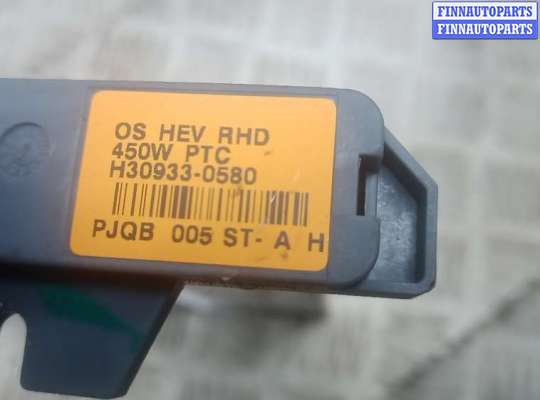 FINNAUTOPARTS
FINNAUTOPARTS
OS HEV RHD
450W PTC
H30933-0580
PJQB 005 ST- A H